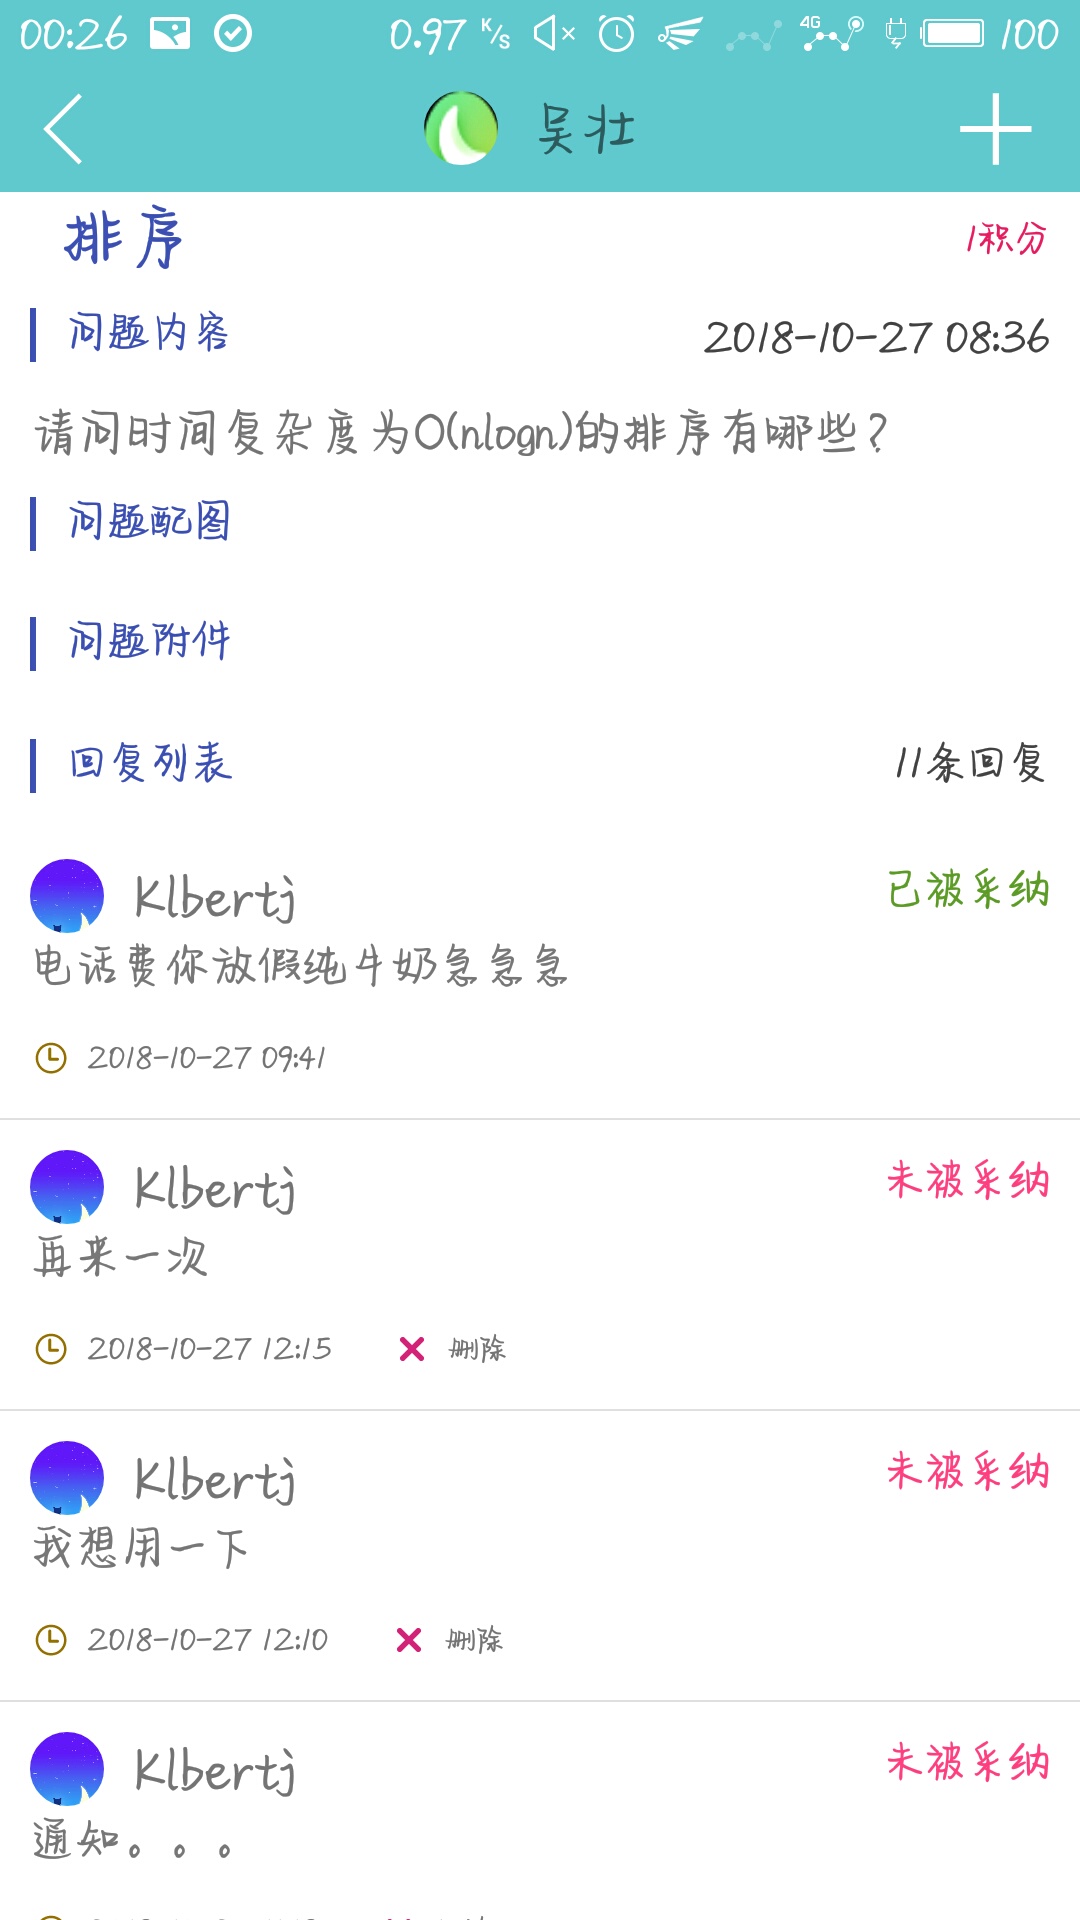 00:26 0.97 K/s 4G 100
吴壮
排序 1积分
问题内容 2018-10-27 08:36
请问时间复杂度为O(nlogn)的排序有哪些？
问题配图
问题附件
回复列表 11条回复
Klbertj 已被采纳
电话费你放假纯牛奶急急急
2018-10-27 09:41
Klbertj 未被采纳
再来一次
2018-10-27 12:15 删除
Klbertj 未被采纳
我想用一下
2018-10-27 12:10 删除
Klbertj 未被采纳
通知。。。